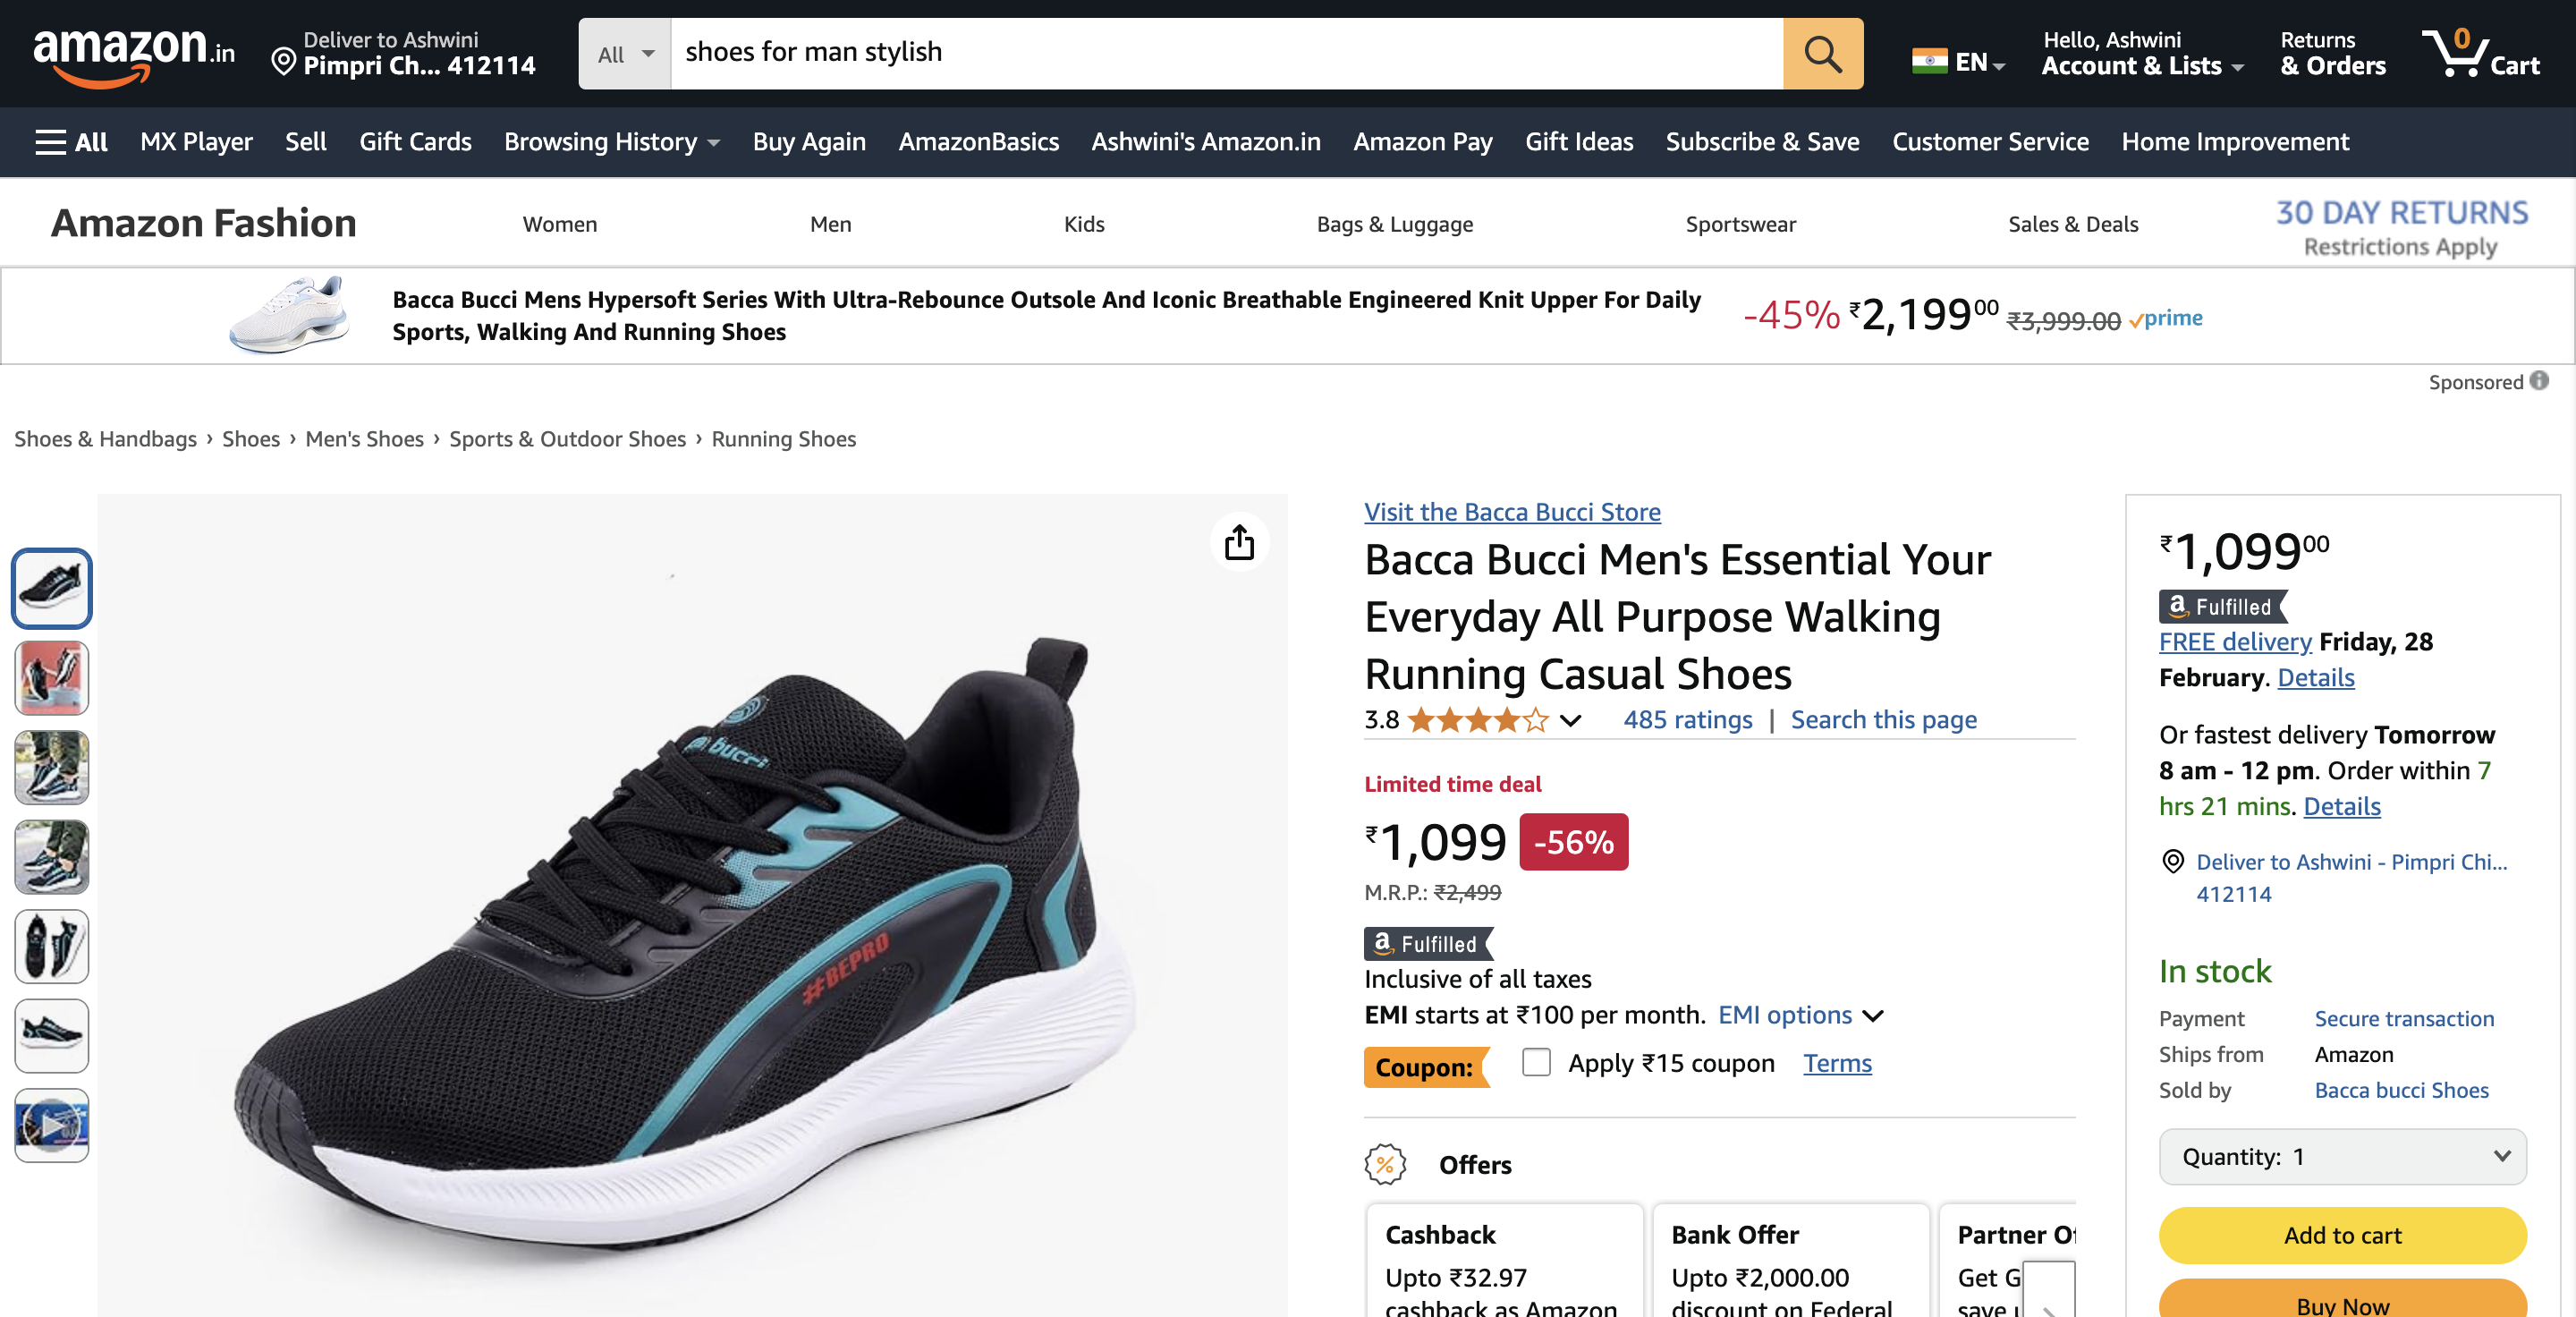 amazon.in
Deliver to Ashwini
Pimpri Ch... 412114
All
shoes for man stylish
EN
Hello, Ashwini
Account & Lists
Returns
& Orders
0
Cart
All MX Player Sell Gift Cards Browsing History Buy Again AmazonBasics Ashwini's Amazon.in Amazon Pay Gift Ideas Subscribe & Save Customer Service Home Improvement
Amazon Fashion Women Men Kids Bags & Luggage Sportswear Sales & Deals
30 DAY RETURNS
Restrictions Apply
Bacca Bucci Mens Hypersoft Series With Ultra-Rebounce Outsole And Iconic Breathable Engineered Knit Upper For Daily
Sports, Walking And Running Shoes
-45% ₹2,19900 ₹3,999.00 prime
Sponsored
Shoes & Handbags › Shoes › Men's Shoes › Sports & Outdoor Shoes › Running Shoes
bucci
#BEPRO
Visit the Bacca Bucci Store
Bacca Bucci Men's Essential Your
Everyday All Purpose Walking
Running Casual Shoes
3.8 485 ratings | Search this page
Limited time deal
₹1,099 -56%
M.R.P.: ₹2,499
a Fulfilled
Inclusive of all taxes
EMI starts at ₹100 per month. EMI options
Coupon: Apply ₹15 coupon Terms
% Offers
Cashback
Upto ₹32.97
cashback as Amazon
Bank Offer
Upto ₹2,000.00
discount on Federal
Partner Of
Get G
save
₹1,09900
a Fulfilled
FREE delivery Friday, 28
February. Details
Or fastest delivery Tomorrow
8 am - 12 pm. Order within 7
hrs 21 mins. Details
Deliver to Ashwini - Pimpri Chi...
412114
In stock
Payment Secure transaction
Ships from Amazon
Sold by Bacca bucci Shoes
Quantity: 1
Add to cart
Buy Now